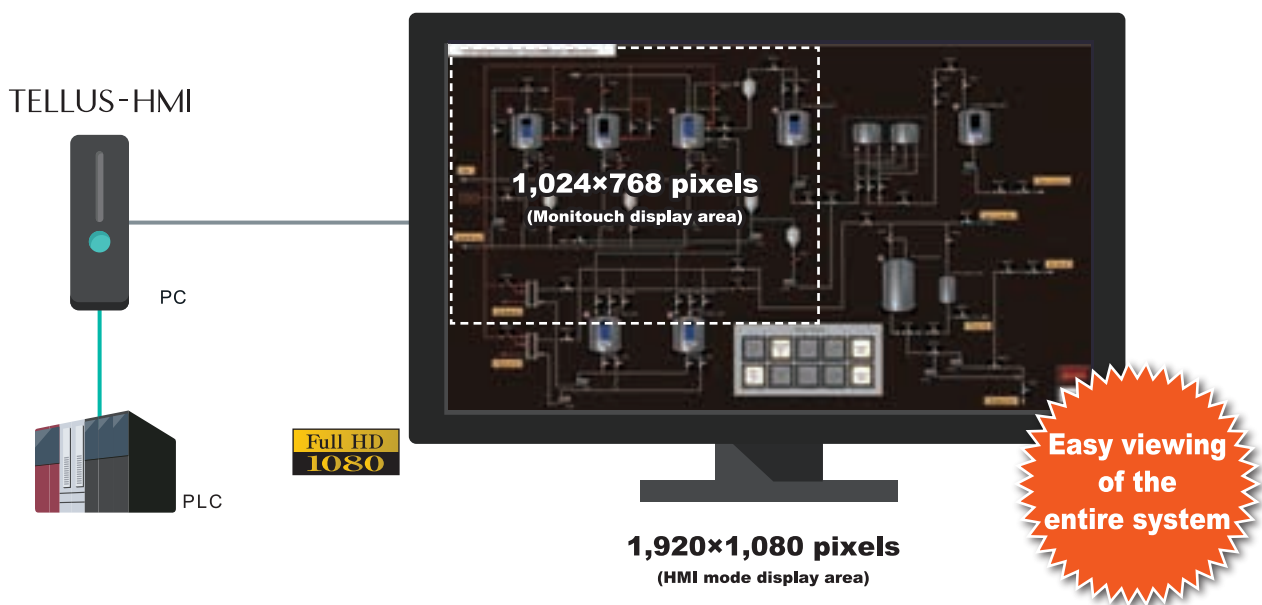 TELLUS-HMI
1,024×768 pixels
(Monitouch display area)
PC
Full HD
1080
PLC
Easy viewing
of the
entire system
1,920×1,080 pixels
(HMI mode display area)